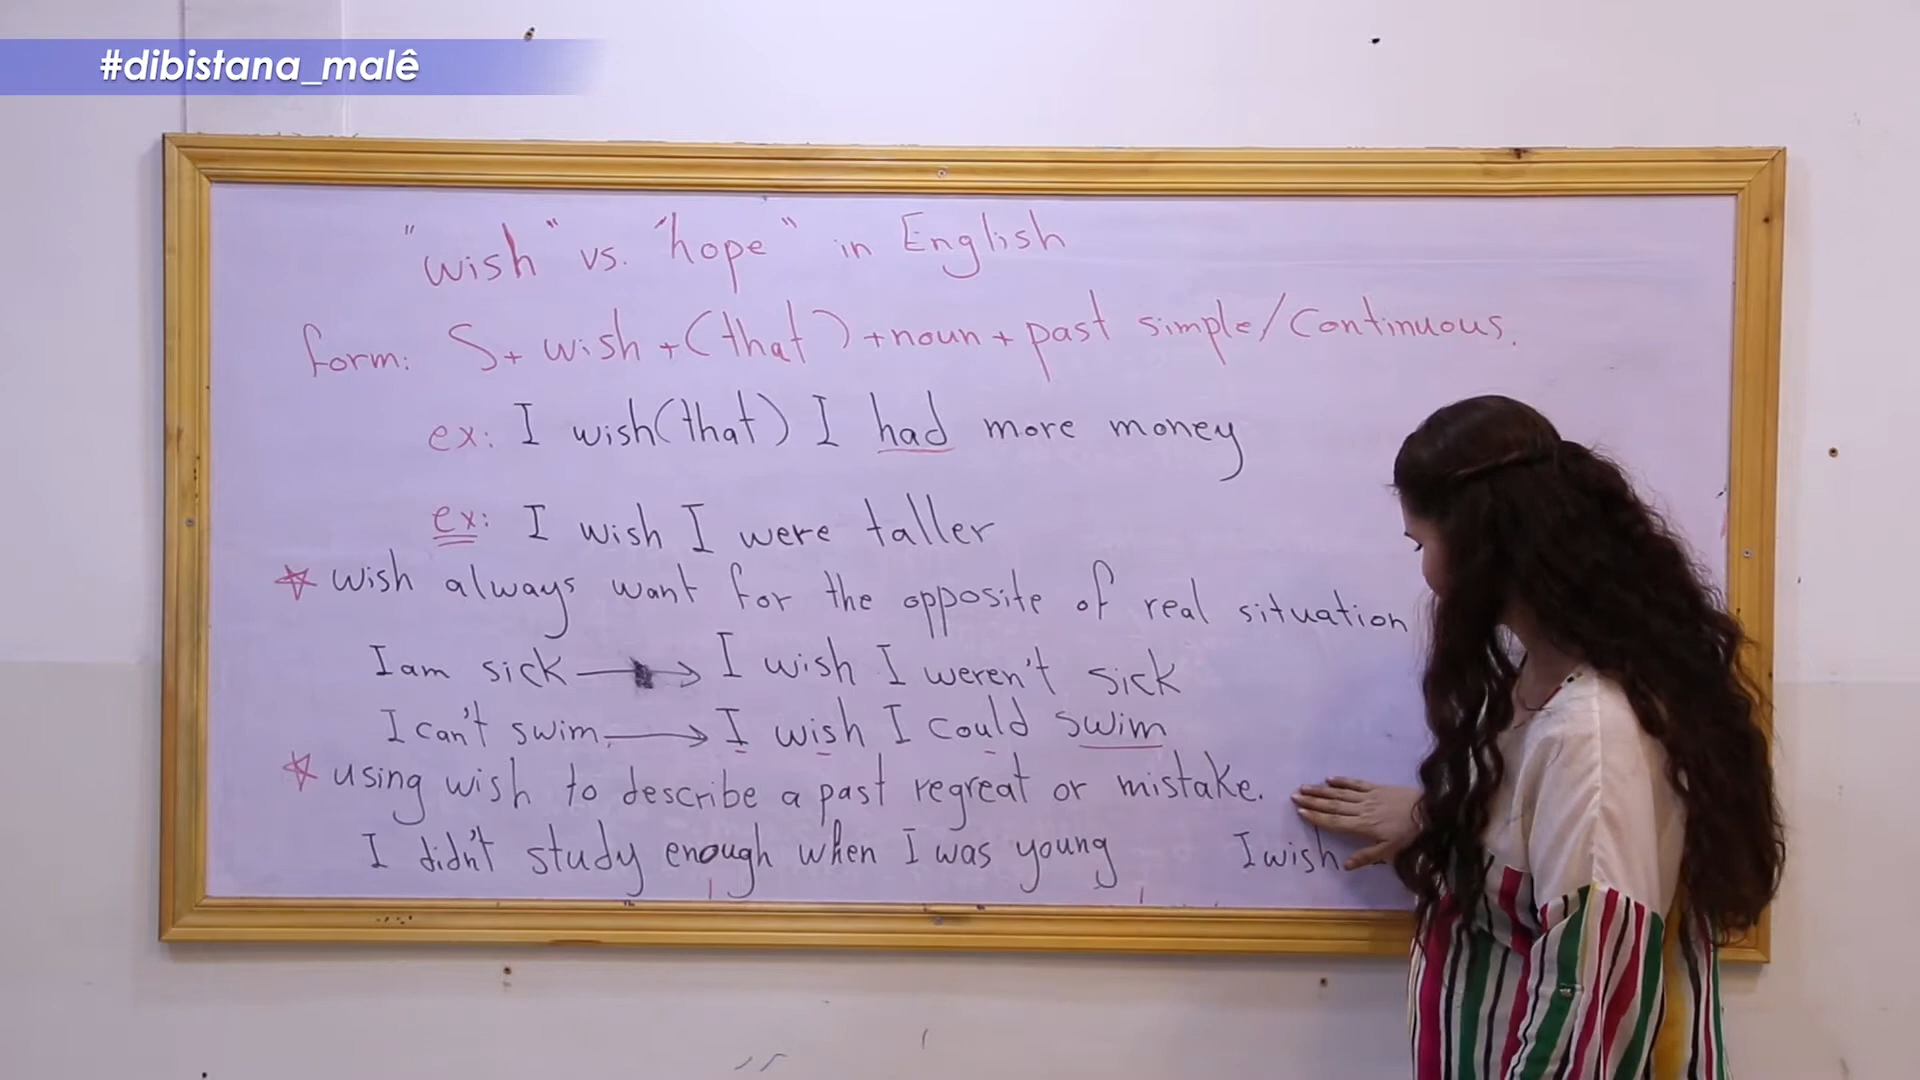 #dibistana_malê
"wish" vs. "hope" in English
form: S+ wish +(that) +noun + past simple/Continuous.
ex: I wish(that) I had more money
ex: I wish I were taller
wish always want for the opposite of real situation
I am sick → I wish I weren't sick
I can't swim. → I wish I could swim
using wish to describe a past regreat or mistake.
I didn't study enough when I was young I wish